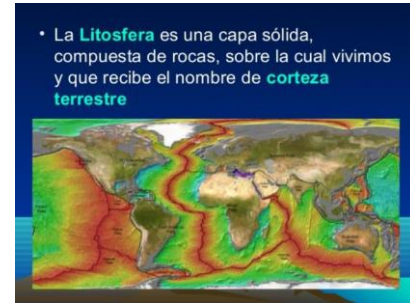 • La Litosfera es una capa sólida,
compuesta de rocas, sobre la cual vivimos
y que recibe el nombre de corteza
terrestre